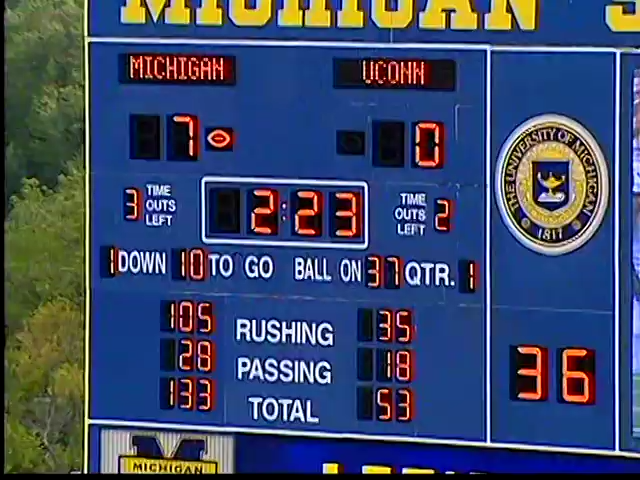 MICHIGAN S
MICHIGAN UCONN
7 0
3 TIME OUTS LEFT 2:23 TIME OUTS LEFT 2
1 DOWN 10 TO GO BALL ON 37 QTR. 1
105 RUSHING 35
28 PASSING 18
133 TOTAL 53
THE UNIVERSITY OF MICHIGAN
1817
36
M
MICHIGAN